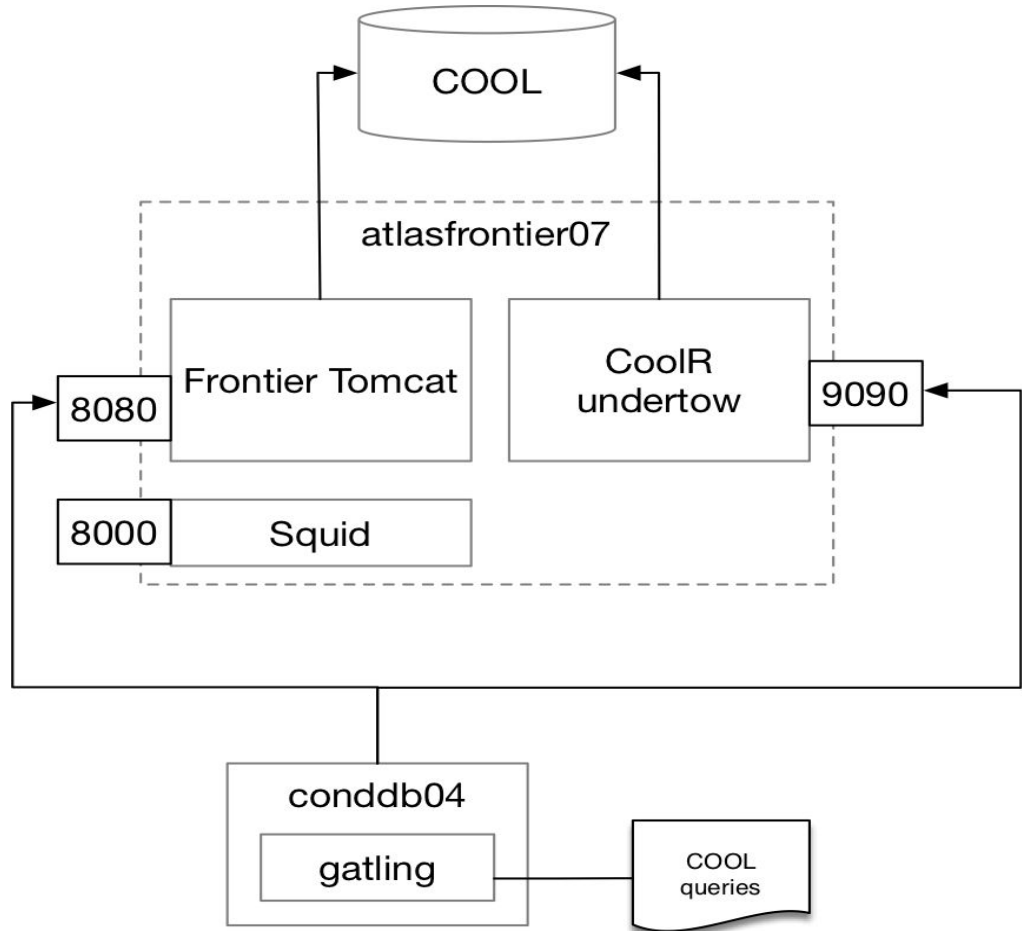 COOL
atlasfrontier07
Frontier Tomcat
CoolR
undertow
8080
9090
8000
Squid
conddb04
gatling
COOL
queries